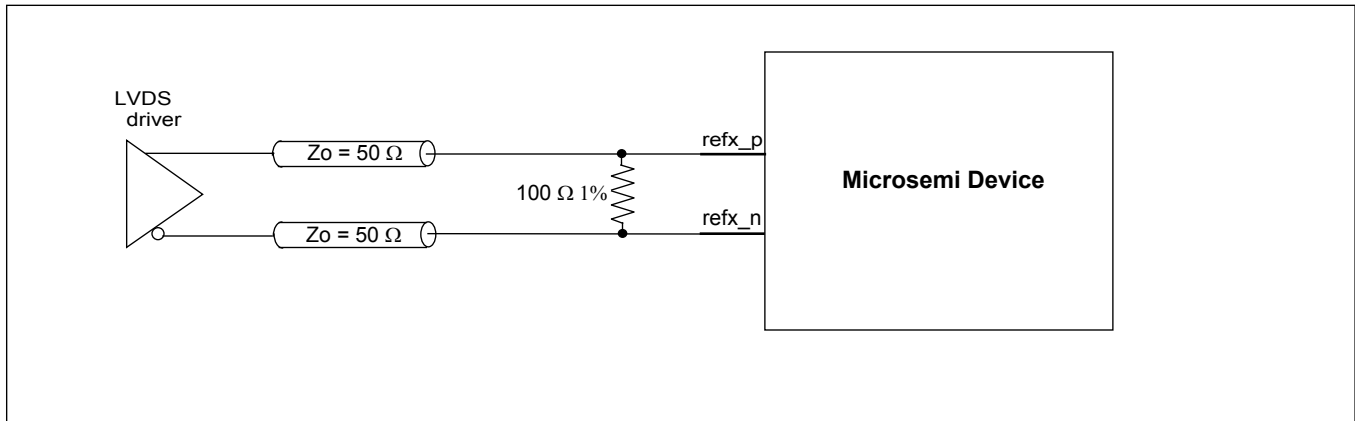 LVDS
driver
Zo = 50 Ω
refx_p
100 Ω 1%
Microsemi Device
Zo = 50 Ω
refx_n